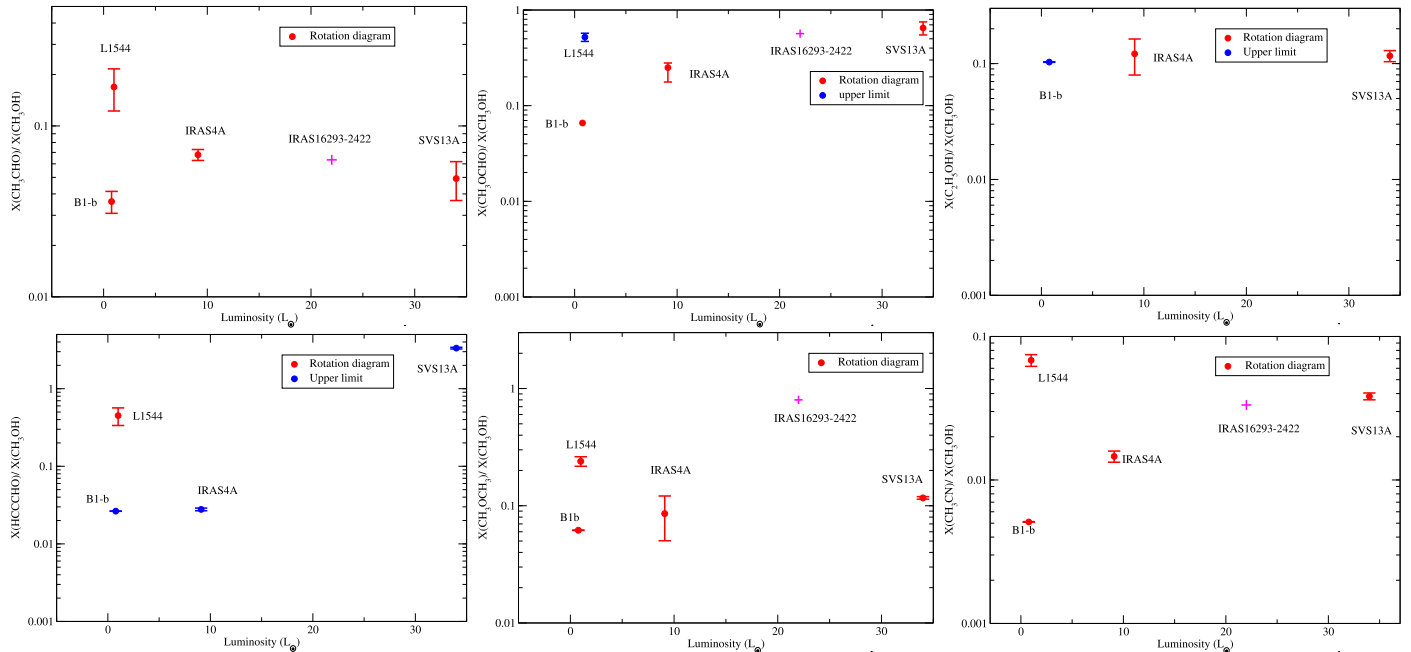 X(CH₃CHO)/ X(CH₃OH)
0.1
0.01
L1544
Rotation diagram
IRAS4A
IRAS16293-2422
SVS13A
B1-b
0 10 20 30
Luminosity (L☉)
X(CH₃OCHO)/ X(CH₃OH)
1
0.1
0.01
0.001
L1544
IRAS16293-2422
SVS13A
IRAS4A
Rotation diagram
upper limit
B1-b
0 10 20 30
Luminosity (L☉)
X(C₂H₅OH)/ X(CH₃OH)
0.1
0.01
0.001
Rotation diagram
Upper limit
IRAS4A
B1-b
SVS13A
0 10 20 30
Luminosity (L☉)
X(HCCCHO)/ X(CH₃OH)
1
0.1
0.01
0.001
Rotation diagram
Upper limit
SVS13A
L1544
B1-b
IRAS4A
0 10 20 30
Luminosity (L☉)
X(CH₃OCH₃)/ X(CH₃OH)
1
0.1
0.01
Rotation diagram
IRAS16293-2422
L1544
IRAS4A
SVS13A
B1b
0 10 20 30
Luminosity (L☉)
X(CH₃CN)/ X(CH₃OH)
0.1
0.01
0.001
L1544
Rotation diagram
IRAS16293-2422
SVS13A
IRAS4A
B1-b
0 10 20 30
Luminosity (L☉)